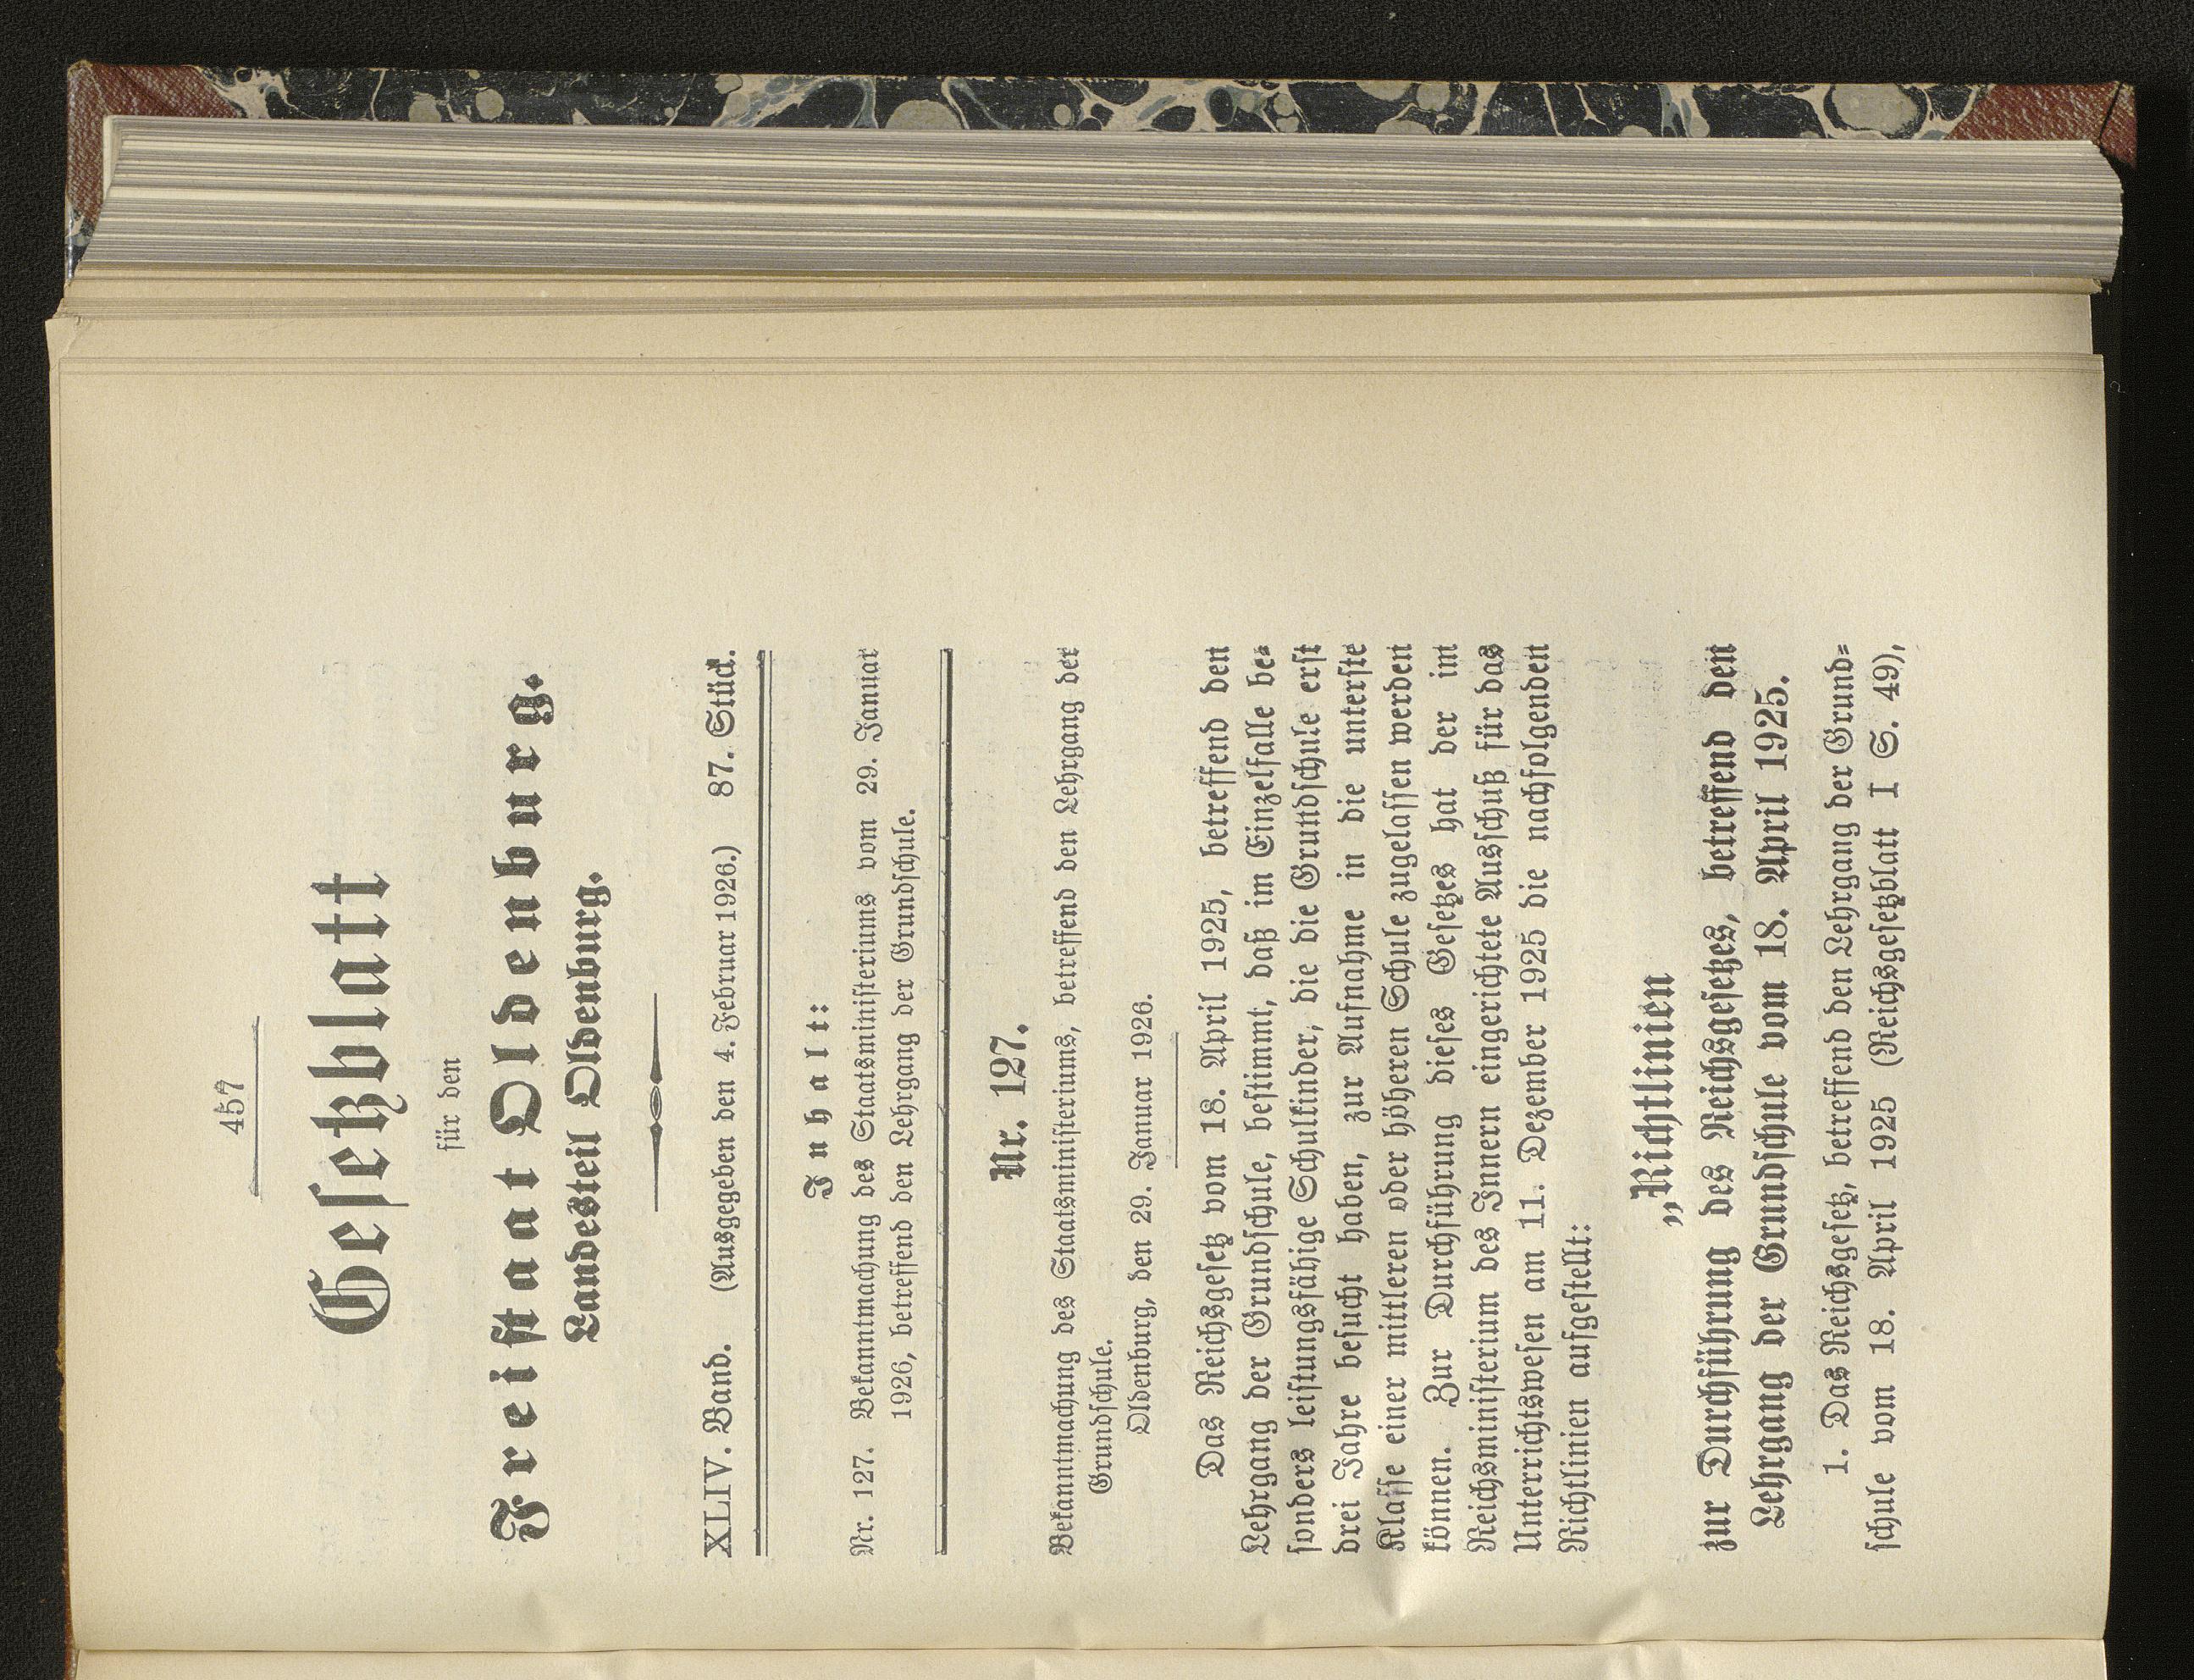 457
Gesetzblatt
für den
Freistaat Oldenburg.
Landesteil Oldenburg.
XLIV. Band. (Ausgegeben den 4. Februar 1926.) 87. Stück.
Inhalt:
Nr. 127. Bekanntmachung des Staatsministeriums vom 29. Januar
1926, betreffend den Lehrgang der Grundschule.
Nr. 127.
Bekanntmachung des Staatsministeriums, betreffend den Lehrgang der
Grundschule.
Oldenburg, den 29. Januar 1926.
Das Reichsgesetz vom 18. April 1925, betreffend den
Lehrgang der Grundschule, bestimmt, daß im Einzelfalle be-
sonders leistungsfähige Schulkinder, die die Grundschule erst
drei Jahre besucht haben, zur Aufnahme in die unterste
Klasse einer mittleren oder höheren Schule zugelassen werden
können. Zur Durchführung dieses Gesetzes hat der im
Reichsministerium des Innern eingerichtete Ausschuß für das
Unterrichtswesen am 11. Dezember 1925 die nachfolgenden
Richtlinien aufgestellt:
„Richtlinien
zur Durchführung des Reichsgesetzes, betreffend den
Lehrgang der Grundschule vom 18. April 1925.
1. Das Reichsgesetz, betreffend den Lehrgang der Grund-
schule vom 18. April 1925 (Reichsgesetzblatt I S. 49),